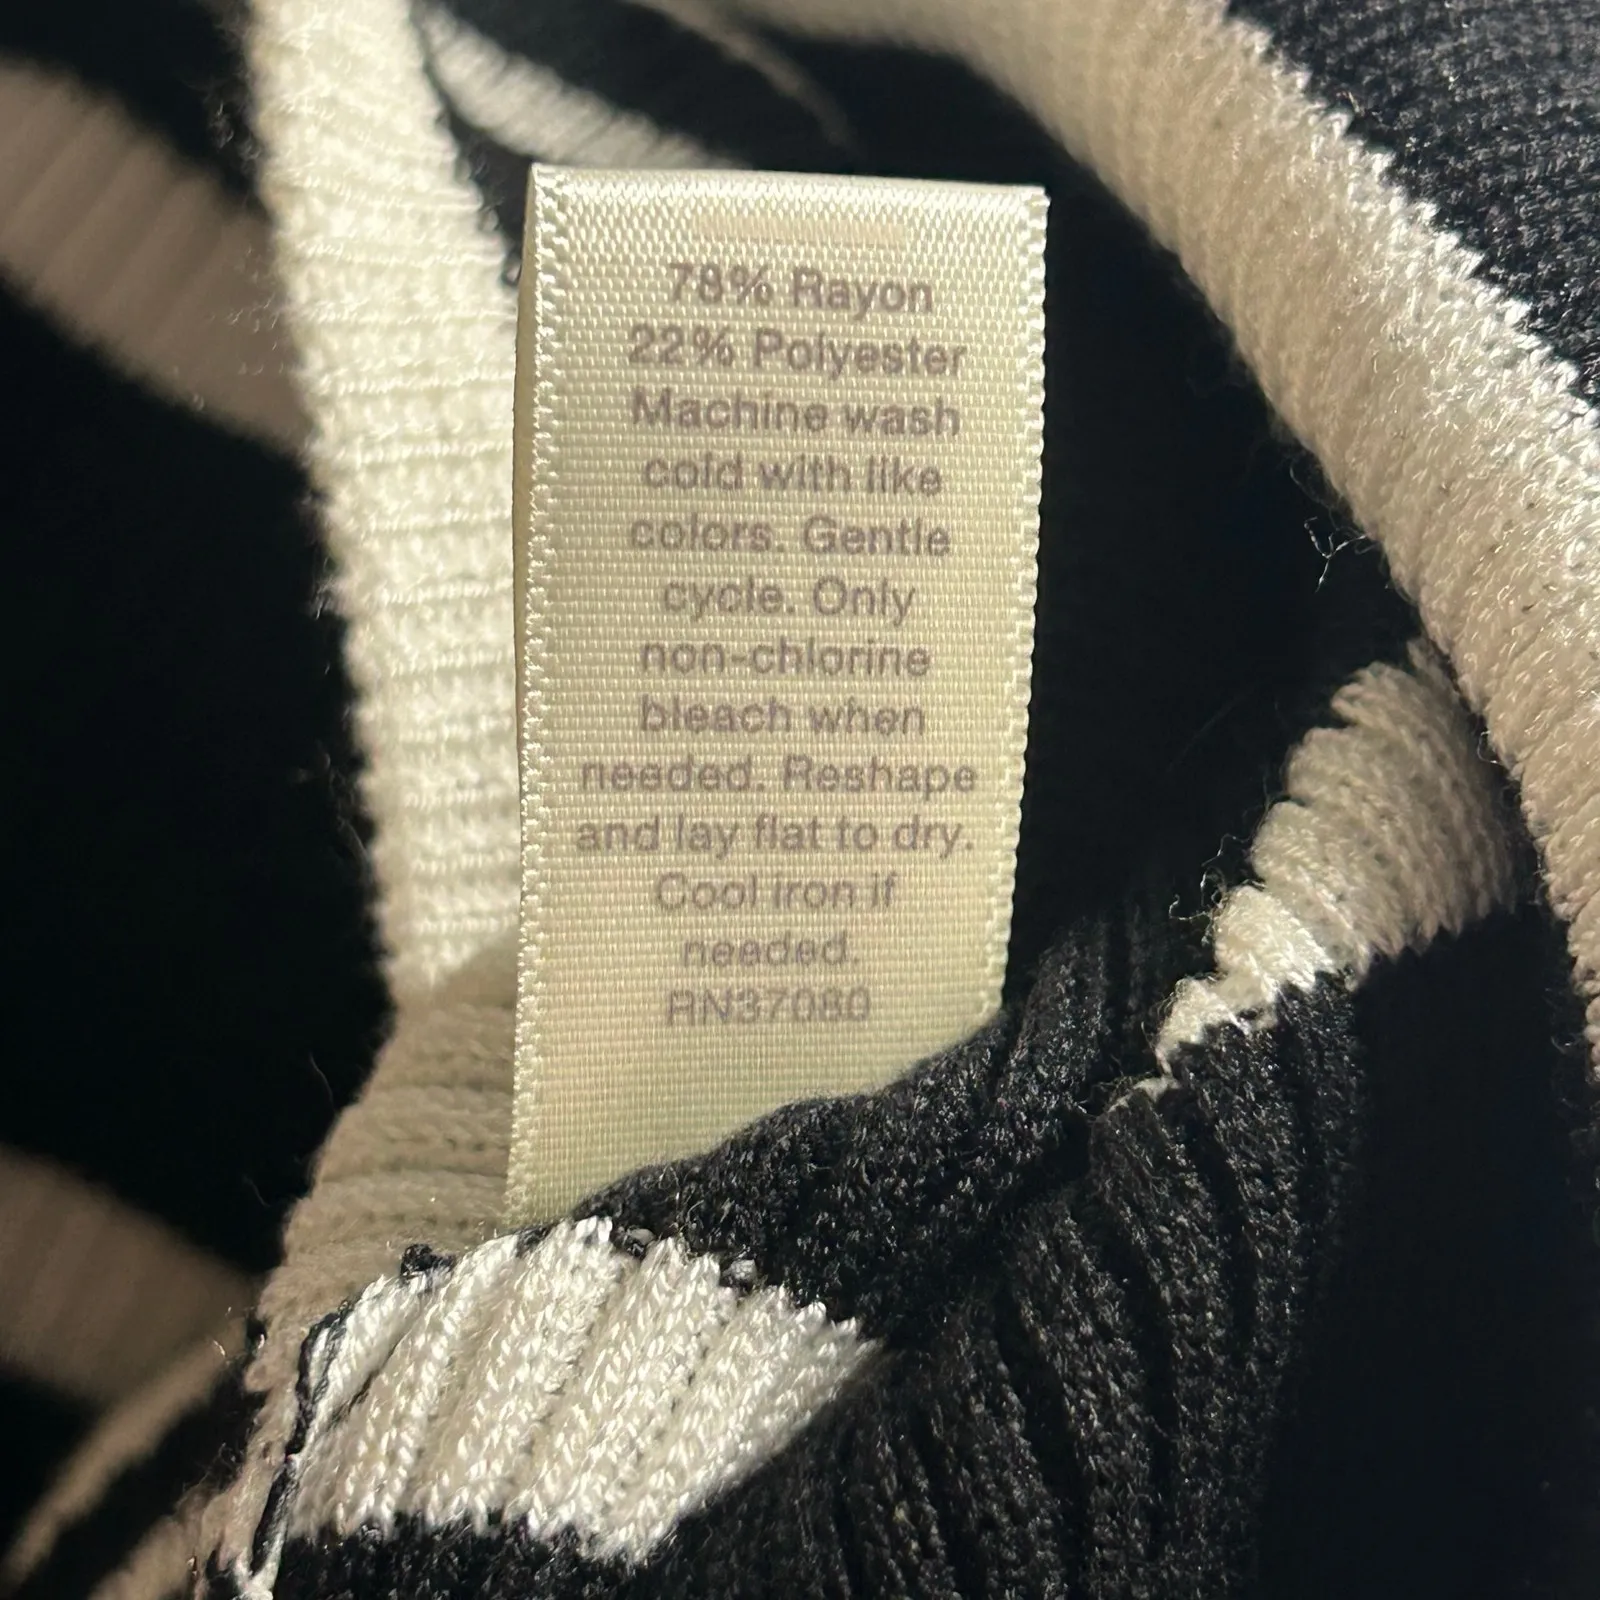 78% Rayon
22% Polyester
Machine wash
cold with like
colors. Gentle
cycle. Only
non-chlorine
bleach when
needed. Reshape
and lay flat to dry.
Cool iron if
needed.
RN37080